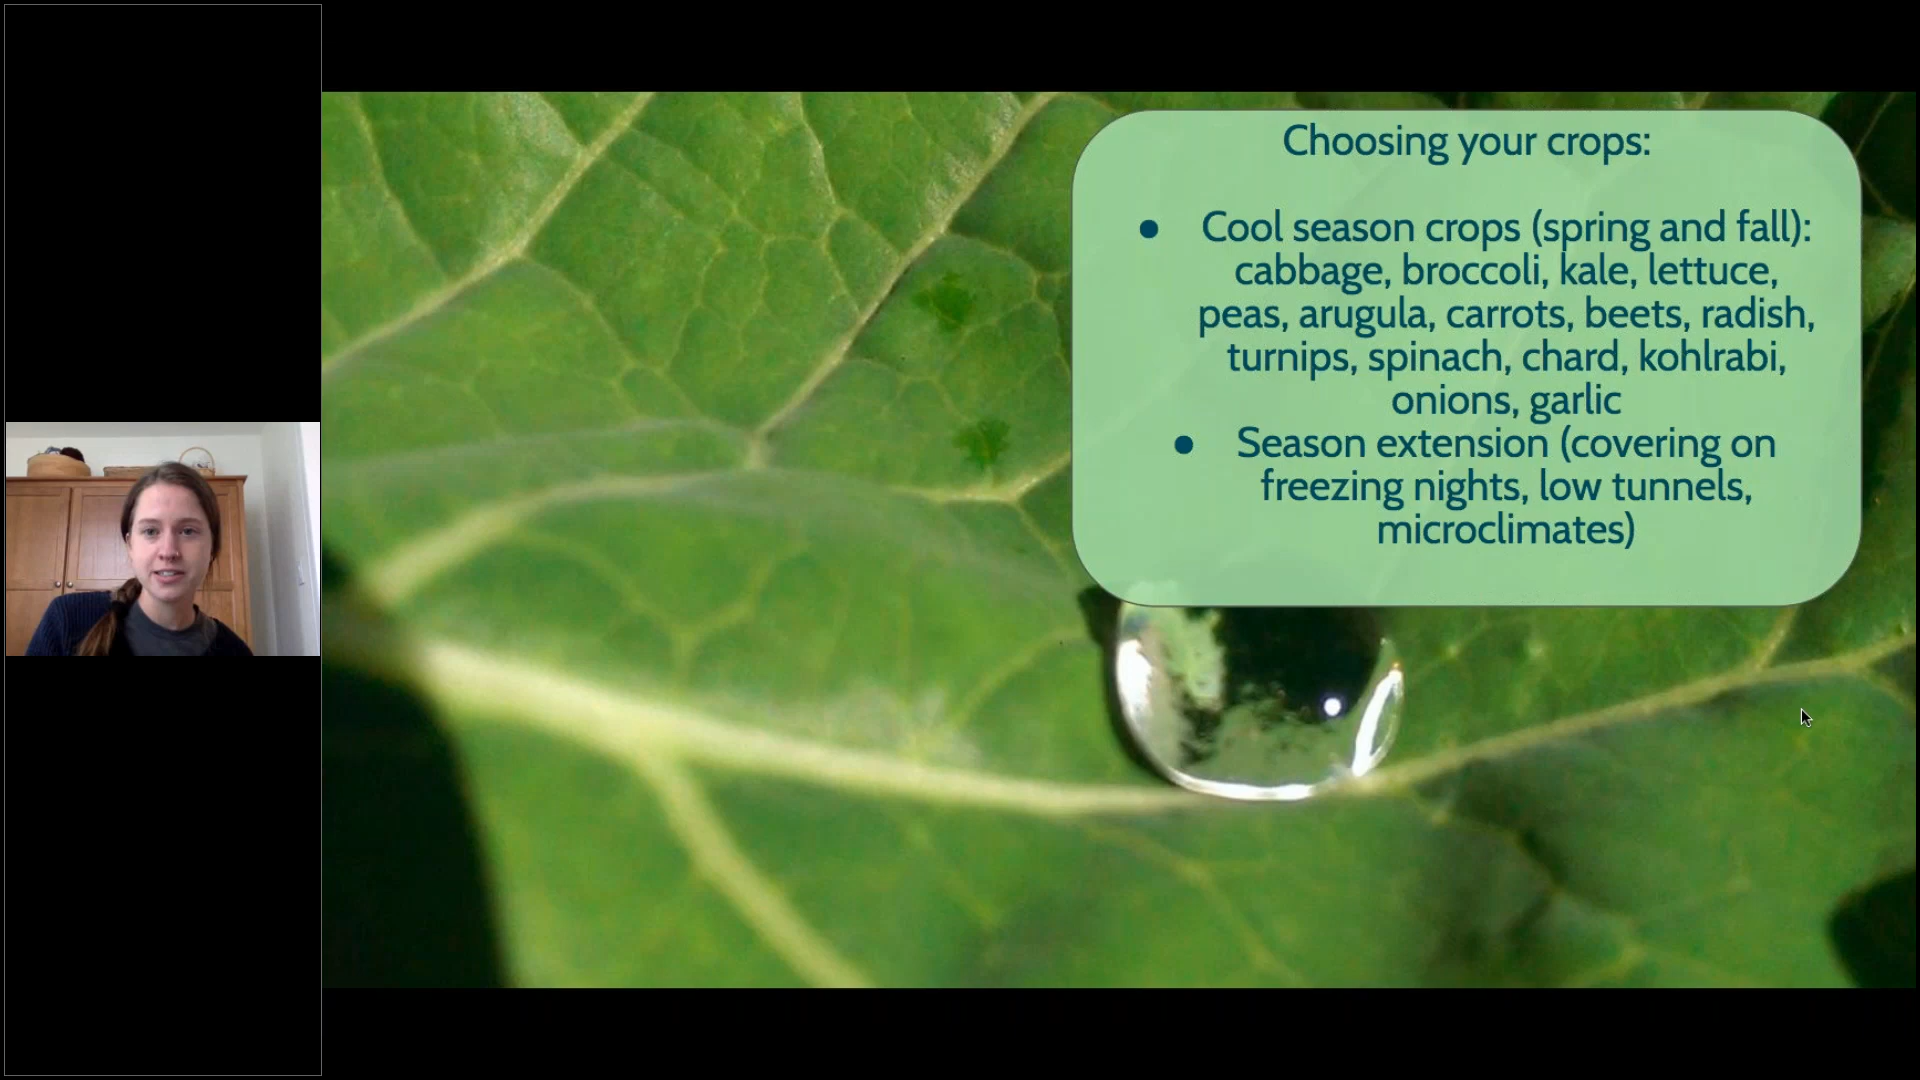 Choosing your crops:
● Cool season crops (spring and fall):
cabbage, broccoli, kale, lettuce,
peas, arugula, carrots, beets, radish,
turnips, spinach, chard, kohlrabi,
onions, garlic
● Season extension (covering on
freezing nights, low tunnels,
microclimates)